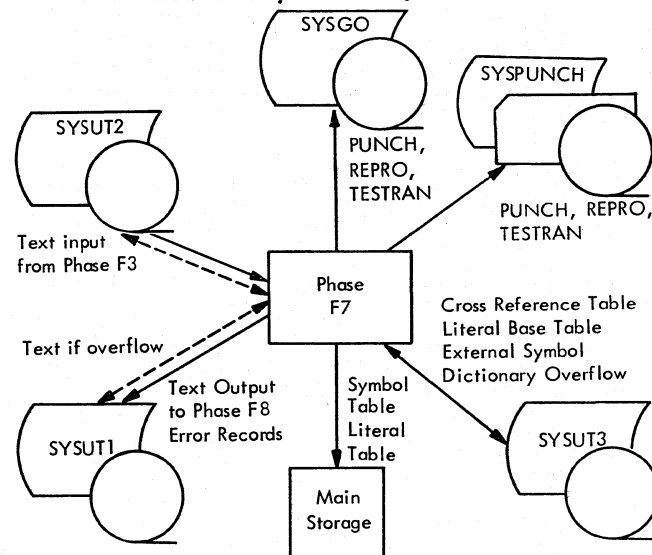 SYSGO
SYSPUNCH
SYSUT2
PUNCH,
REPRO,
TESTRAN
PUNCH, REPRO,
TESTRAN
Text input
from Phase F3
Phase
F7
Cross Reference Table
Literal Base Table
External Symbol
Dictionary Overflow
Text if overflow
Text Output
to Phase F8
Error Records
Symbol
Table
Literal
Table
SYSUT1
SYSUT3
Main
Storage